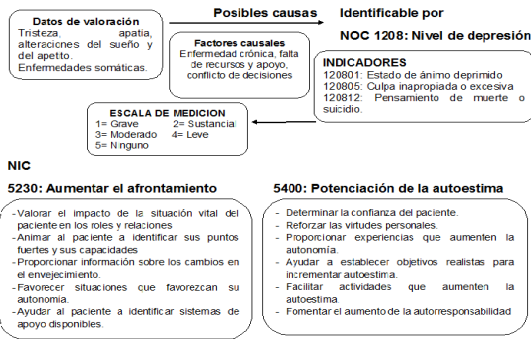 Posibles causas
Identificable por
Datos de valoración
Tristeza, apatía,
alteraciones del sueño y
del apetito.
Enfermedades somáticas.
Factores causales
Enfermedad crónica, falta
de recursos y apoyo,
conflicto de decisiones
NOC 1208: Nivel de depresión
INDICADORES
120801: Estado de ánimo deprimido
120805: Culpa inapropiada o excesiva
120812: Pensamiento de muerte o
suicidio.
ESCALA DE MEDICION
1= Grave 2= Sustancial
3= Moderado 4= Leve
5= Ninguno
NIC
5230: Aumentar el afrontamiento
-Valorar el impacto de la situación vital del
paciente en los roles y relaciones
-Animar al paciente a identificar sus puntos
fuertes y sus capacidades
-Proporcionar información sobre los cambios en
el envejecimiento.
-Favorecer situaciones que favorezcan su
autonomía.
-Ayudar al paciente a identificar sistemas de
apoyo disponibles.
5400: Potenciación de la autoestima
- Determinar la confianza del paciente.
- Reforzar las virtudes personales.
- Proporcionar experiencias que aumenten la
autonomía.
- Ayudar a establecer objetivos realistas para
incrementar autoestima.
- Facilitar actividades que aumenten la
autoestima
- Fomentar el aumento de la autorresponsabilidad